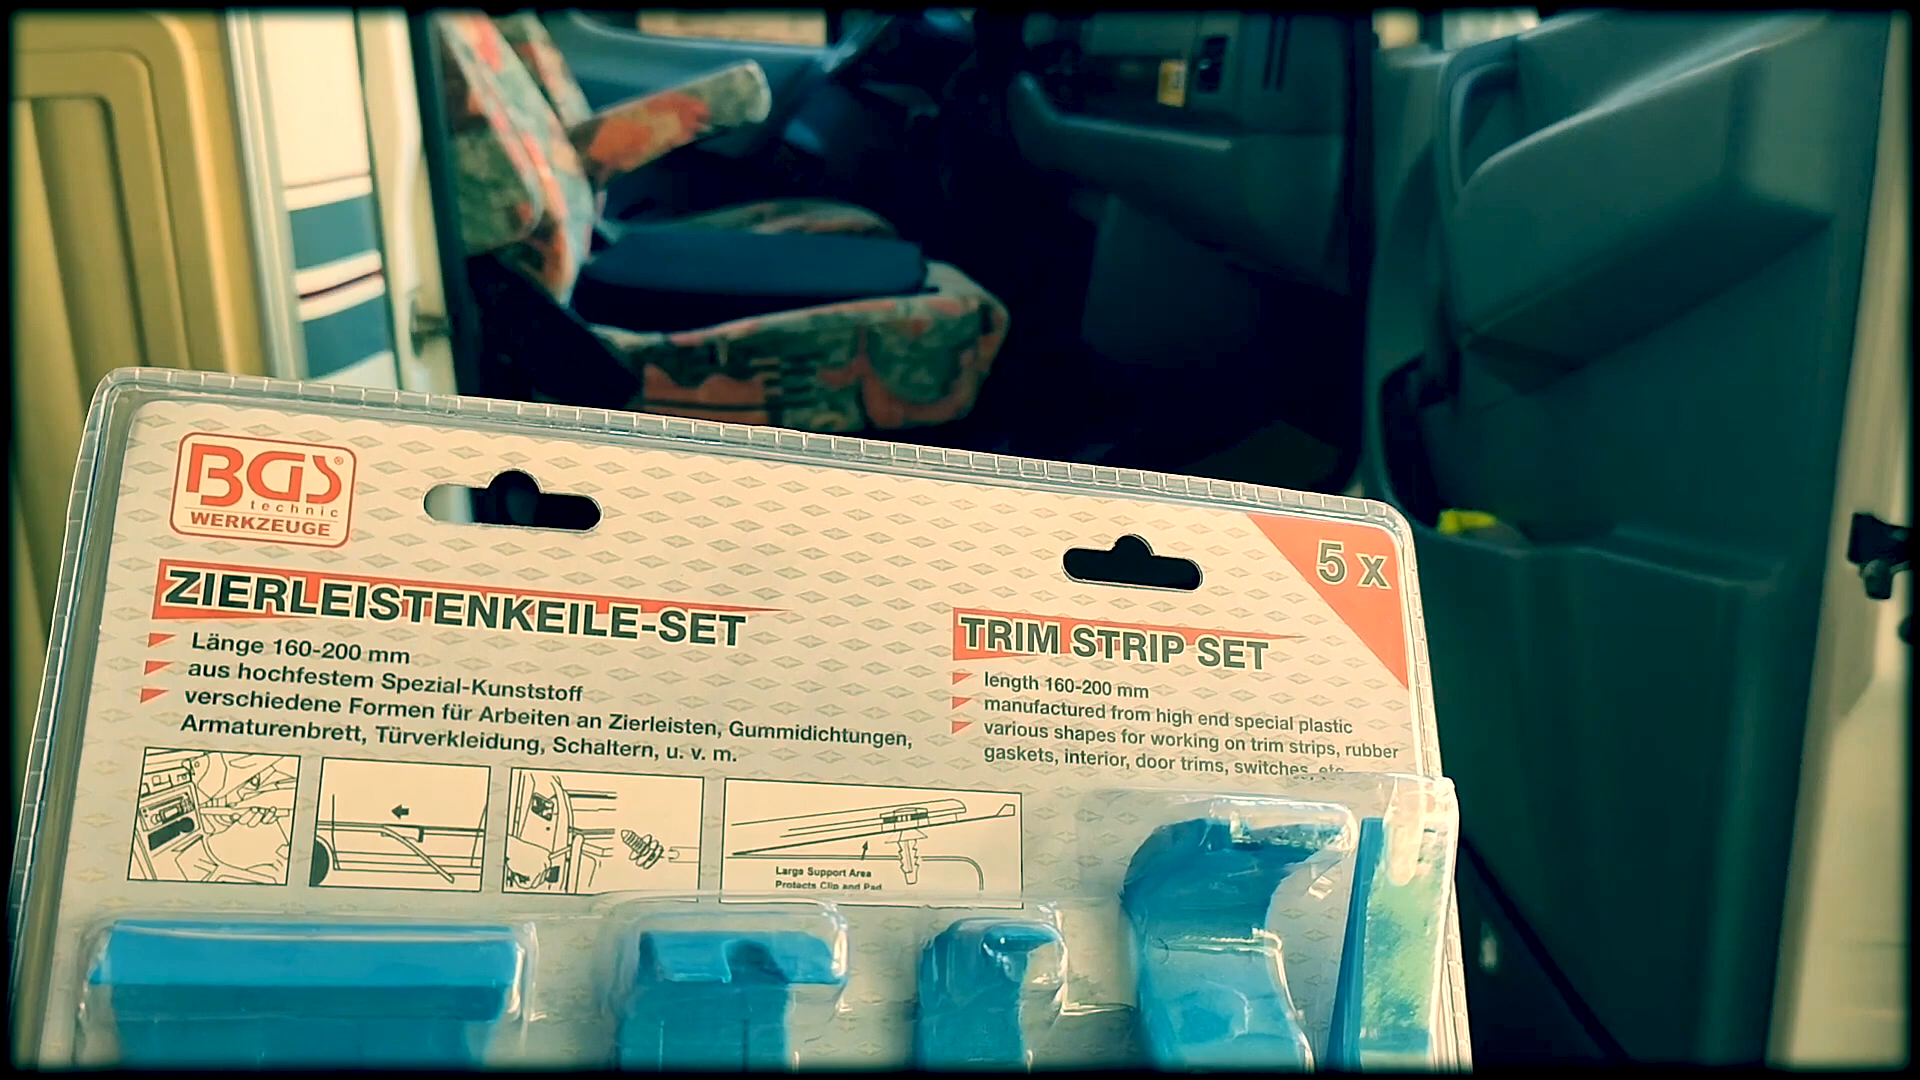 BGS®
technic
WERKZEUGE
5 x
ZIERLEISTENKEILE-SET
Länge 160-200 mm
aus hochfestem Spezial-Kunststoff
verschiedene Formen für Arbeiten an Zierleisten, Gummidichtungen,
Armaturenbrett, Türverkleidung, Schaltern, u. v. m.
TRIM STRIP SET
length 160-200 mm
manufactured from high end special plastic
various shapes for working on trim strips, rubber
gaskets, interior, door trims, switches, etc.
Large Support Area
Protects Clip and Pad